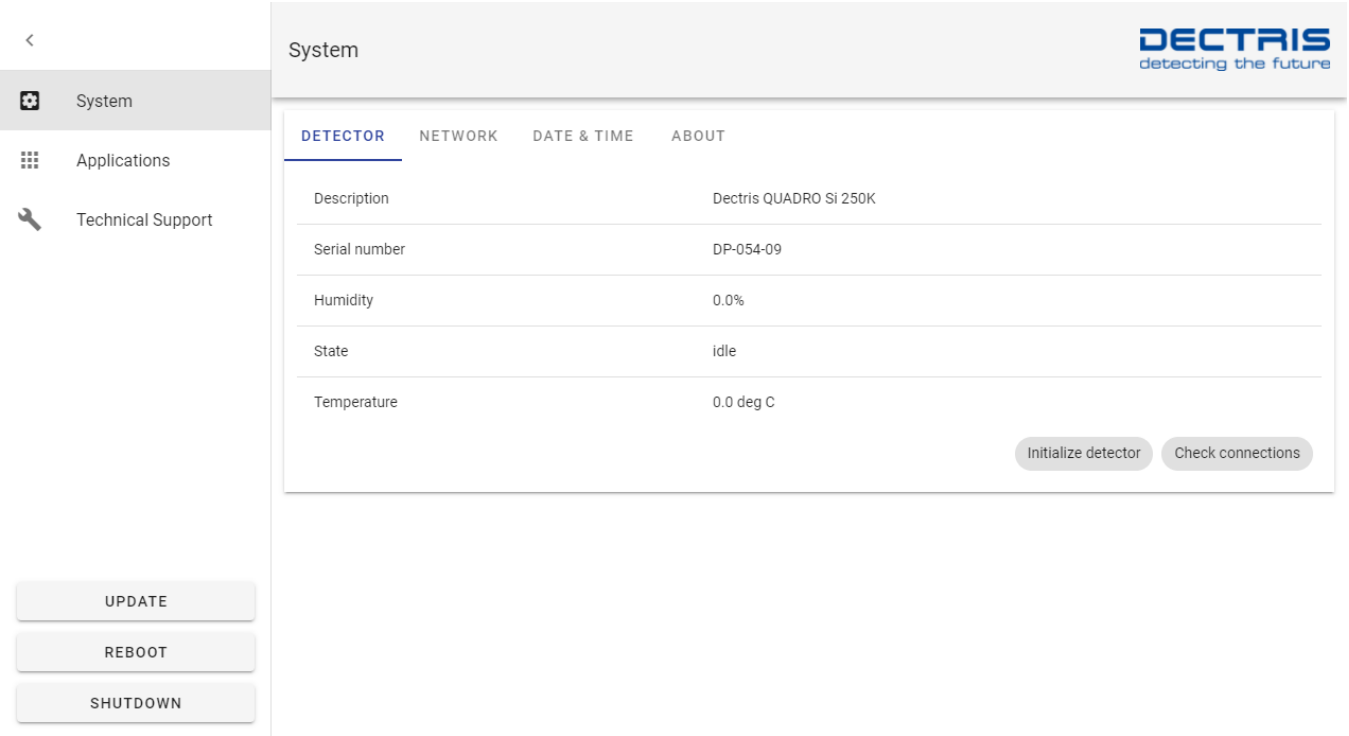 System
DECTRIS
detecting the future
System
Applications
Technical Support
DETECTOR NETWORK DATE & TIME ABOUT
Description Dectris QUADRO Si 250K
Serial number DP-054-09
Humidity 0.0%
State idle
Temperature 0.0 deg C
Initialize detector Check connections
UPDATE
REBOOT
SHUTDOWN